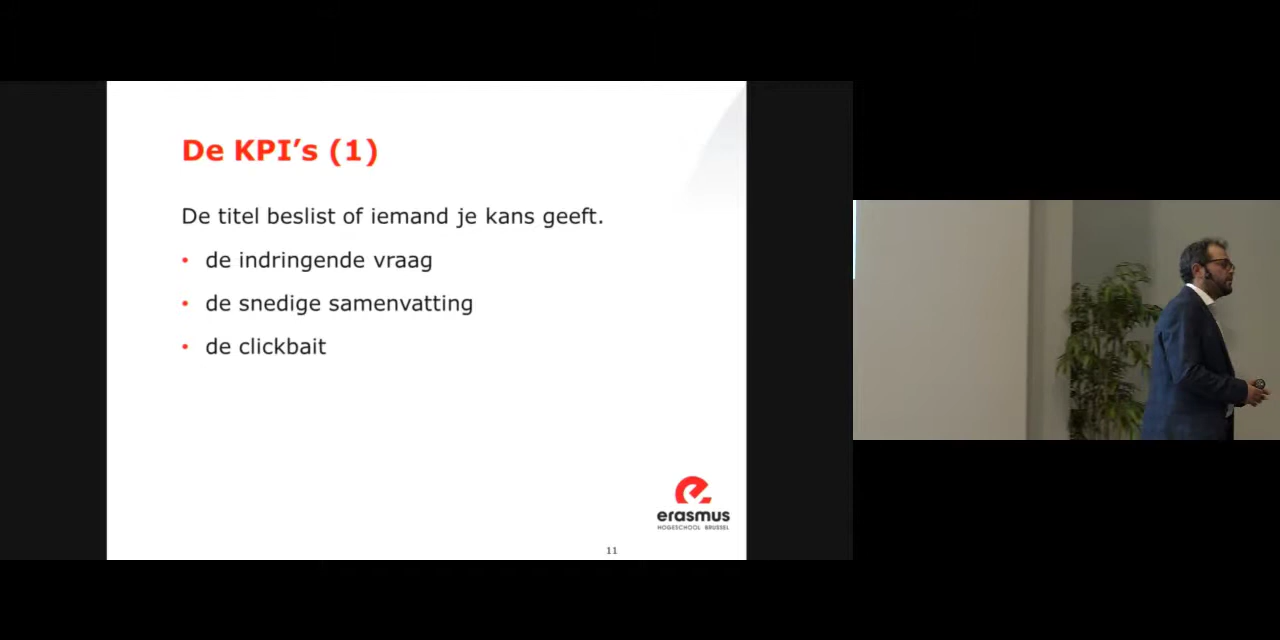 De KPI’s (1)
De titel beslist of iemand je kans geeft.
• de indringende vraag
• de snedige samenvatting
• de clickbait
erasmus
HOGESCHOOL BRUSSEL
11